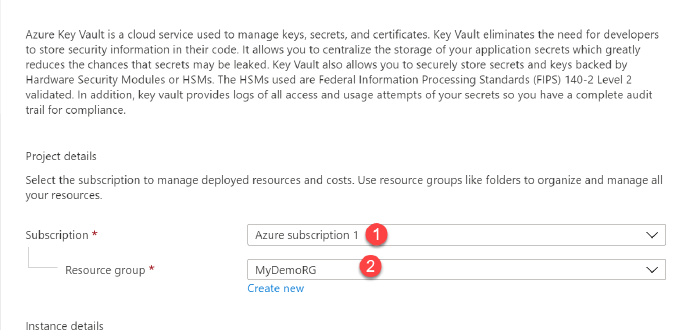 Azure Key Vault is a cloud service used to manage keys, secrets, and certificates. Key Vault eliminates the need for developers
to store security information in their code. It allows you to centralize the storage of your application secrets which greatly
reduces the chances that secrets may be leaked. Key Vault also allows you to securely store secrets and keys backed by
Hardware Security Modules or HSMs. The HSMs used are Federal Information Processing Standards (FIPS) 140-2 Level 2
validated. In addition, key vault provides logs of all access and usage attempts of your secrets so you have a complete audit
trail for compliance.
Project details
Select the subscription to manage deployed resources and costs. Use resource groups like folders to organize and manage all
your resources.
Subscription * Azure subscription 1 1
Resource group * MyDemoRG 2
Create new
Instance details